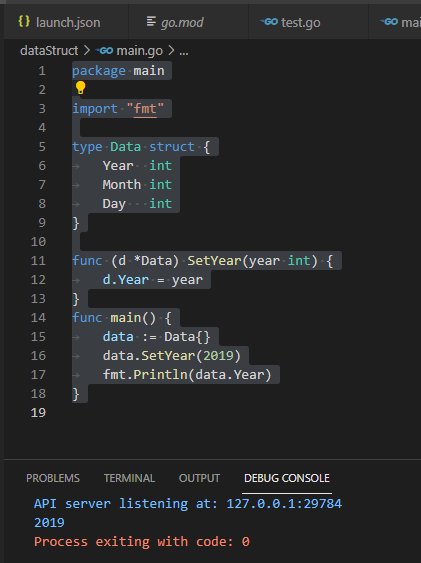 launch.json
go.mod
test.go
mai
dataStruct > main.go > ...
1 package main
2
3 import "fmt"
4
5 type Data struct {
6 Year int
7 Month int
8 Day int
9 }
10
11 func (d *Data) SetYear(year int) {
12 d.Year = year
13 }
14 func main() {
15 data := Data{}
16 data.SetYear(2019)
17 fmt.Println(data.Year)
18 }
19
PROBLEMS TERMINAL OUTPUT DEBUG CONSOLE
API server listening at: 127.0.0.1:29784
2019
Process exiting with code: 0